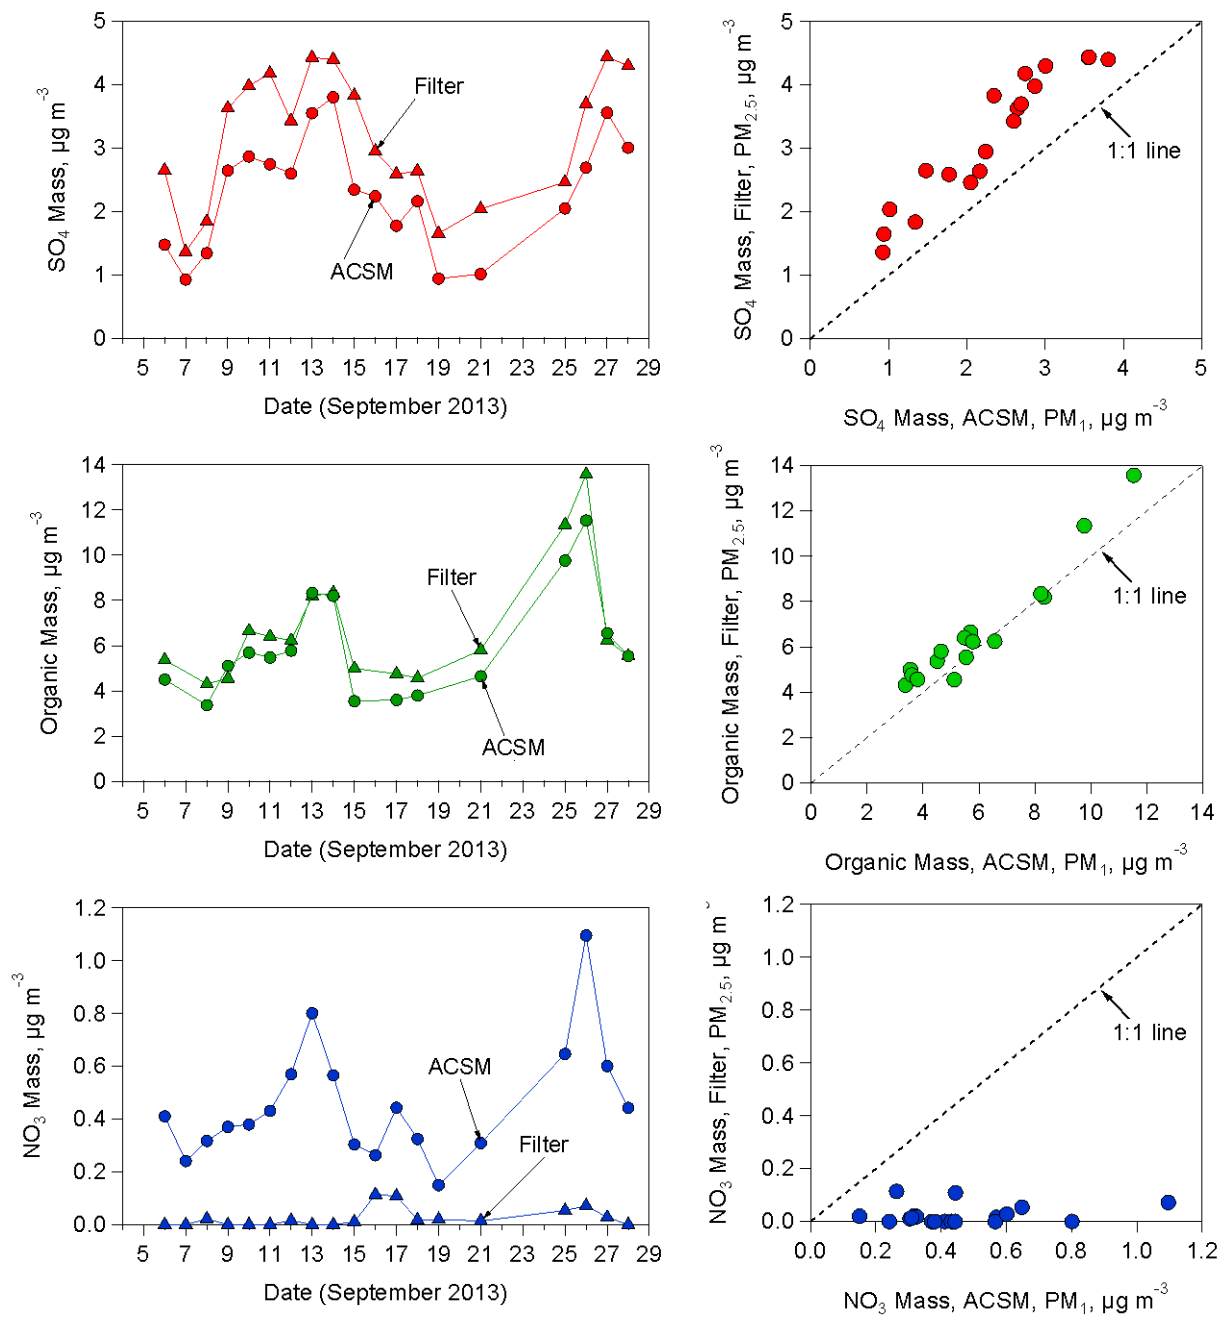 5
4
3
2
1
0
SO4 Mass, µg m-3
Filter
ACSM
5 7 9 11 13 15 17 19 21 23 25 27 29
Date (September 2013)
5
4
3
2
1
0
SO4 Mass, Filter, PM2.5, µg m-3
1:1 line
0 1 2 3 4 5
SO4 Mass, ACSM, PM1, µg m-3
14
12
10
8
6
4
2
0
Organic Mass, µg m-3
Filter
ACSM
5 7 9 11 13 15 17 19 21 23 25 27 29
Date (September 2013)
14
12
10
8
6
4
2
0
Organic Mass, Filter, PM2.5, µg m-3
1:1 line
0 2 4 6 8 10 12 14
Organic Mass, ACSM, PM1, µg m-3
1.2
1.0
0.8
0.6
0.4
0.2
0.0
NO3 Mass, µg m-3
ACSM
Filter
5 7 9 11 13 15 17 19 21 23 25 27 29
Date (September 2013)
1.2
1.0
0.8
0.6
0.4
0.2
0.0
NO3 Mass, Filter, PM2.5, µg m
1:1 line
0.0 0.2 0.4 0.6 0.8 1.0 1.2
NO3 Mass, ACSM, PM1, µg m-3